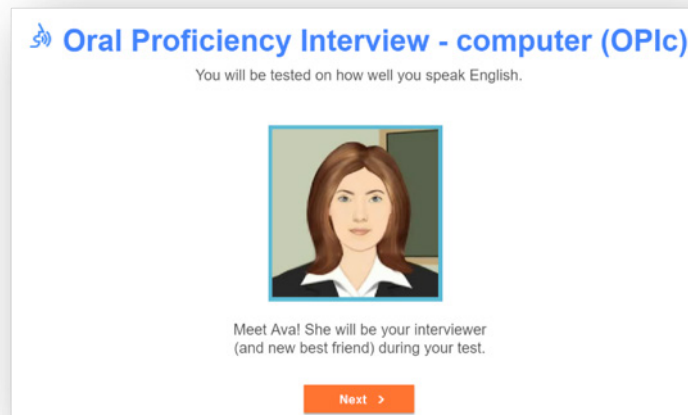 Oral Proficiency Interview - computer (OPIc)
You will be tested on how well you speak English.
Meet Ava! She will be your interviewer
(and new best friend) during your test.
Next >